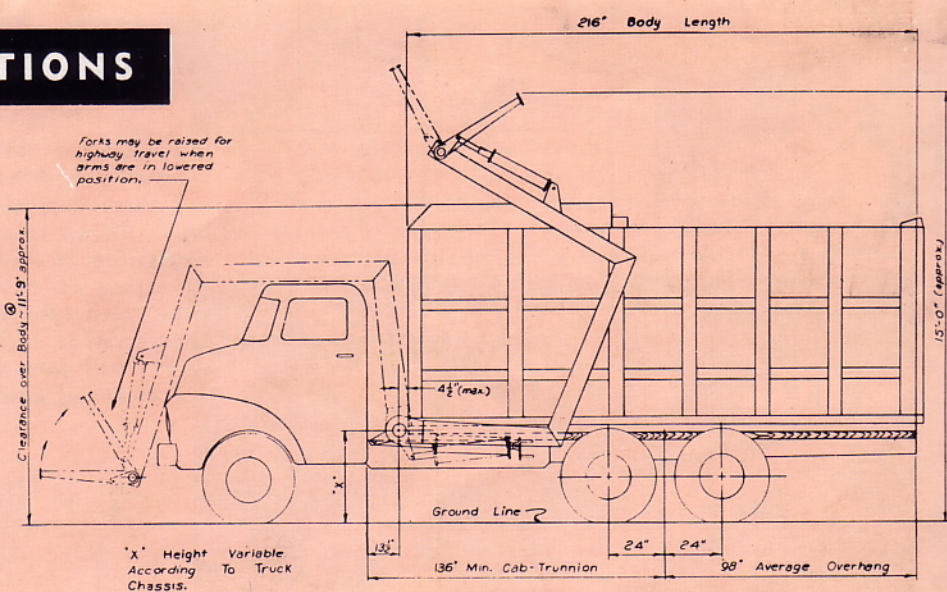 TIONS
216" Body Length
Forks may be raised for
highway travel when
arms are in lowered
position.
Ⓐ
Clearance over Body ~ 11'-9" approx.
15'-0" (approx.)
4½" (max.)
"X"
Ground Line
13½"
24"
24"
136" Min. Cab-Trunnion
98" Average Overhang
"X" Height Variable
According To Truck
Chassis.